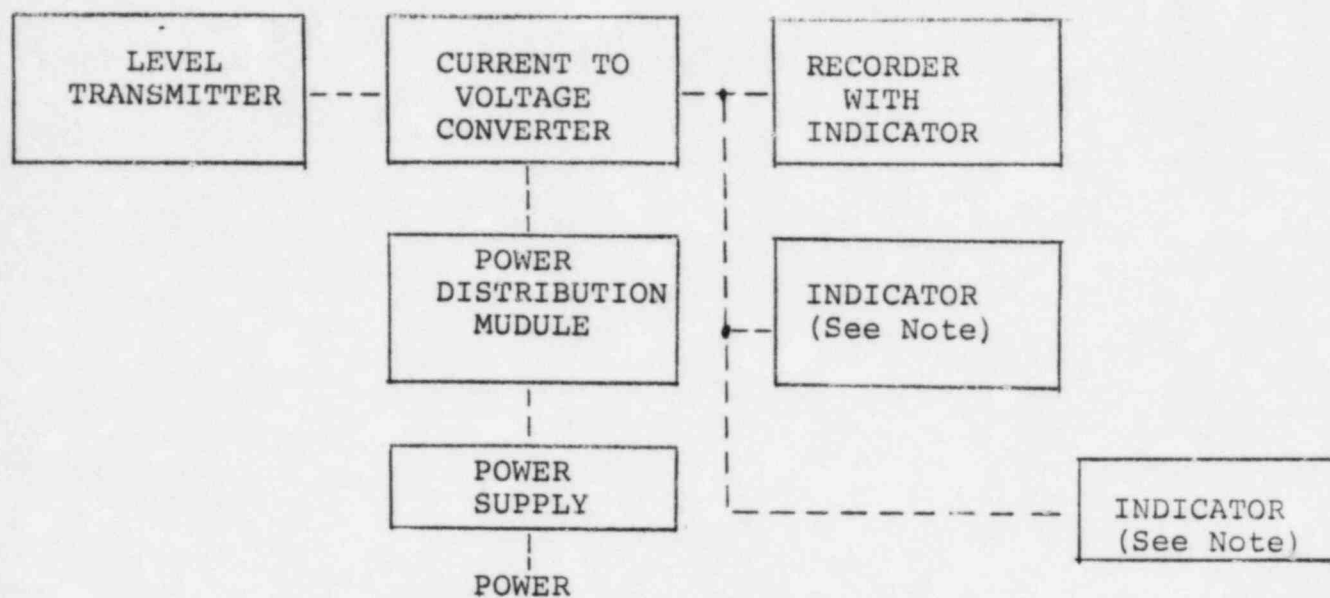 LEVEL
TRANSMITTER
CURRENT TO
VOLTAGE
CONVERTER
RECORDER
WITH
INDICATOR
POWER
DISTRIBUTION
MUDULE
INDICATOR
(See Note)
POWER
SUPPLY
INDICATOR
(See Note)
POWER